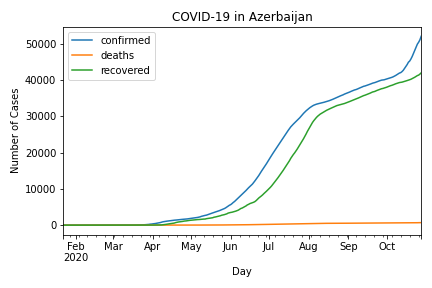 COVID-19 in Azerbaijan
confirmed
deaths
recovered
Number of Cases
50000
40000
30000
20000
10000
0
Feb Mar Apr May Jun Jul Aug Sep Oct
2020
Day